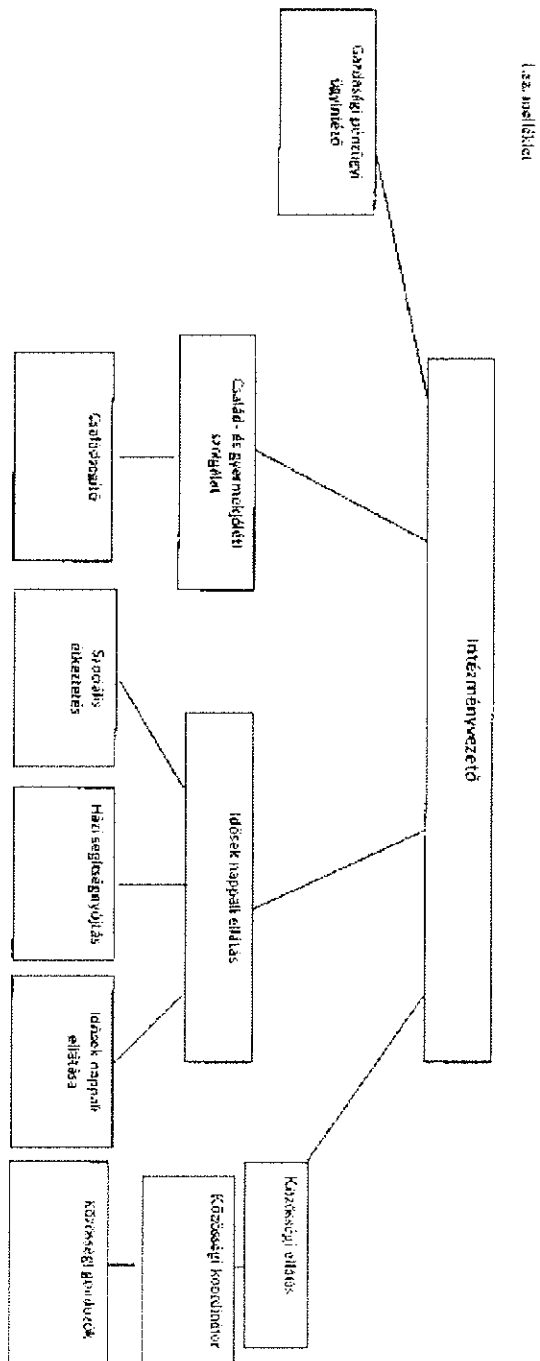 1.sz. melléklet
Intézményvezető
Gazdasági pénzügyi
ügyintéző
Család - és gyermekjóléti
szolgálat
Idősek nappali ellátás
Közösségi ellátás
Családsegítő
Szociális
étkeztetés
Házi segítségnyújtás
Idősek nappali
ellátása
Közösségi koordinátor
Közösségi gondozók